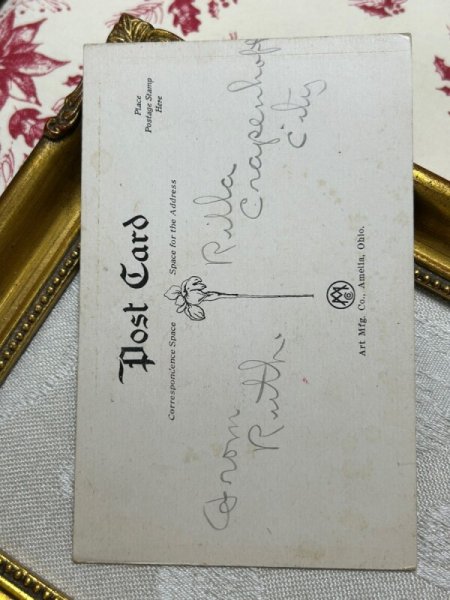 Post Card
Place
Postage Stamp
Here
Correspondence Space
Space for the Address
From
Ruth.
Rilla
Grapenhoff
City
Art Mfg. Co., Amelia, Ohio.